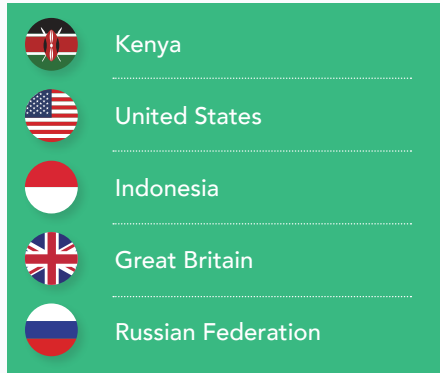 Kenya
United States
Indonesia
Great Britain
Russian Federation